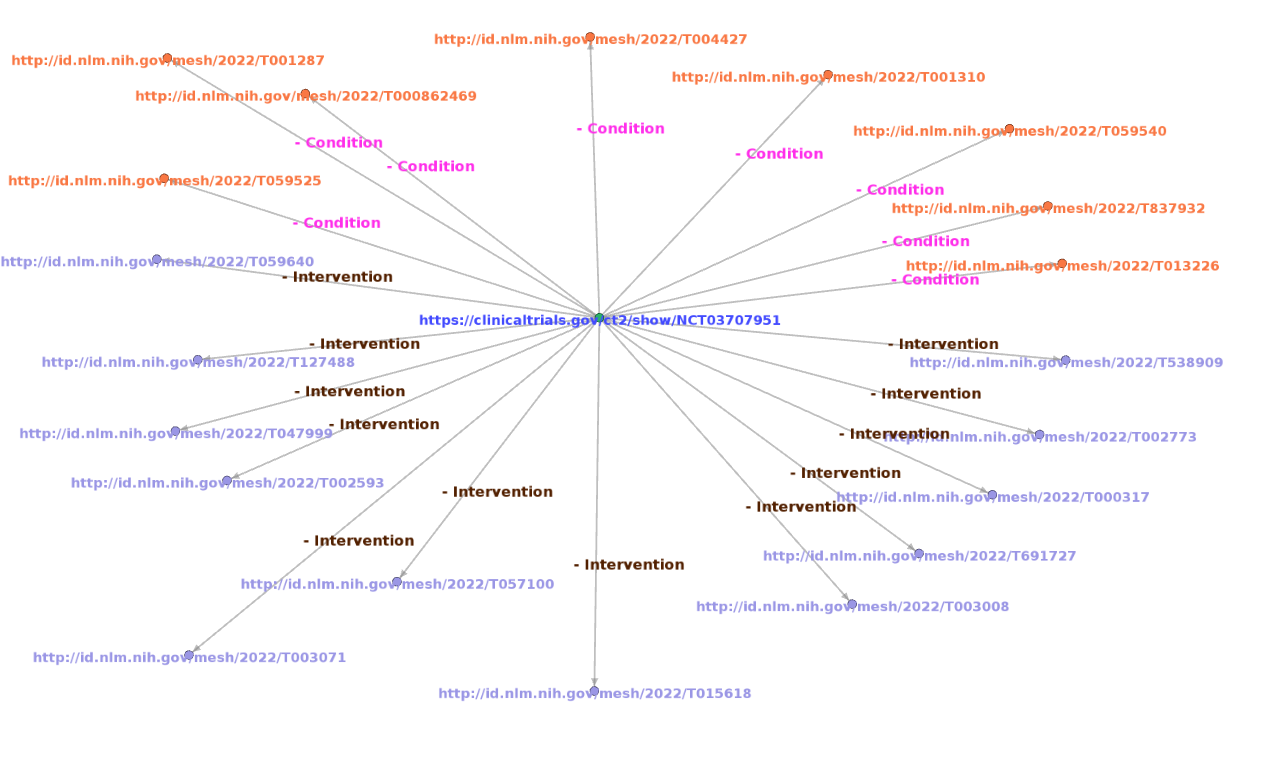 http://id.nlm.nih.gov/mesh/2022/T004427
http://id.nlm.nih.gov/mesh/2022/T001287
http://id.nlm.nih.gov/mesh/2022/T001310
http://id.nlm.nih.gov/mesh/2022/T000862469
- Condition
http://id.nlm.nih.gov/mesh/2022/T059540
- Condition
- Condition
- Condition
- Condition
http://id.nlm.nih.gov/mesh/2022/T059525
- Condition
http://id.nlm.nih.gov/mesh/2022/T837932
- Condition
- Condition
http://id.nlm.nih.gov/mesh/2022/T059640
http://id.nlm.nih.gov/mesh/2022/T013226
- Intervention
- Condition
https://clinicaltrials.gov/ct2/show/NCT03707951
- Intervention
- Intervention
http://id.nlm.nih.gov/mesh/2022/T127488
http://id.nlm.nih.gov/mesh/2022/T538909
- Intervention
- Intervention
- Intervention
http://id.nlm.nih.gov/mesh/2022/T047999
- Intervention
http://id.nlm.nih.gov/mesh/2022/T002773
- Intervention
http://id.nlm.nih.gov/mesh/2022/T002593
- Intervention
http://id.nlm.nih.gov/mesh/2022/T000317
- Intervention
- Intervention
http://id.nlm.nih.gov/mesh/2022/T691727
- Intervention
http://id.nlm.nih.gov/mesh/2022/T057100
http://id.nlm.nih.gov/mesh/2022/T003008
http://id.nlm.nih.gov/mesh/2022/T003071
http://id.nlm.nih.gov/mesh/2022/T015618